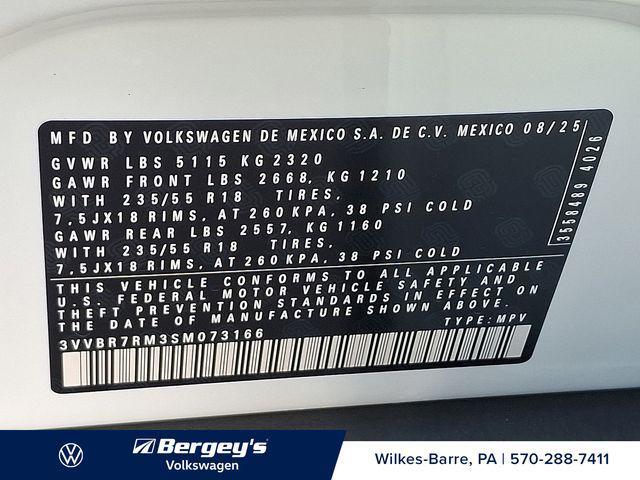 MFD BY VOLKSWAGEN DE MEXICO S.A. DE C.V. MEXICO 08/25
GVWR LBS 5115 KG 2320
GAWR FRONT LBS 2668, KG 1210
WITH 235/55 R18 TIRES,
7,5JX18 RIMS, AT 260 KPA, 38 PSI COLD
GAWR REAR LBS 2557, KG 1160
WITH 235/55 R18 TIRES,
7,5JX18 RIMS, AT 260 KPA, 38 PSI COLD
THIS VEHICLE CONFORMS TO ALL APPLICABLE
U.S. FEDERAL MOTOR VEHICLE SAFETY AND
THEFT PREVENTION STANDARDS IN EFFECT ON
THE DATE OF MANUFACTURE SHOWN ABOVE.
3VVBR7RM3SM073166 TYPE: MPV
3558489 4026
Bergey's
Volkswagen
Wilkes-Barre, PA | 570-288-7411